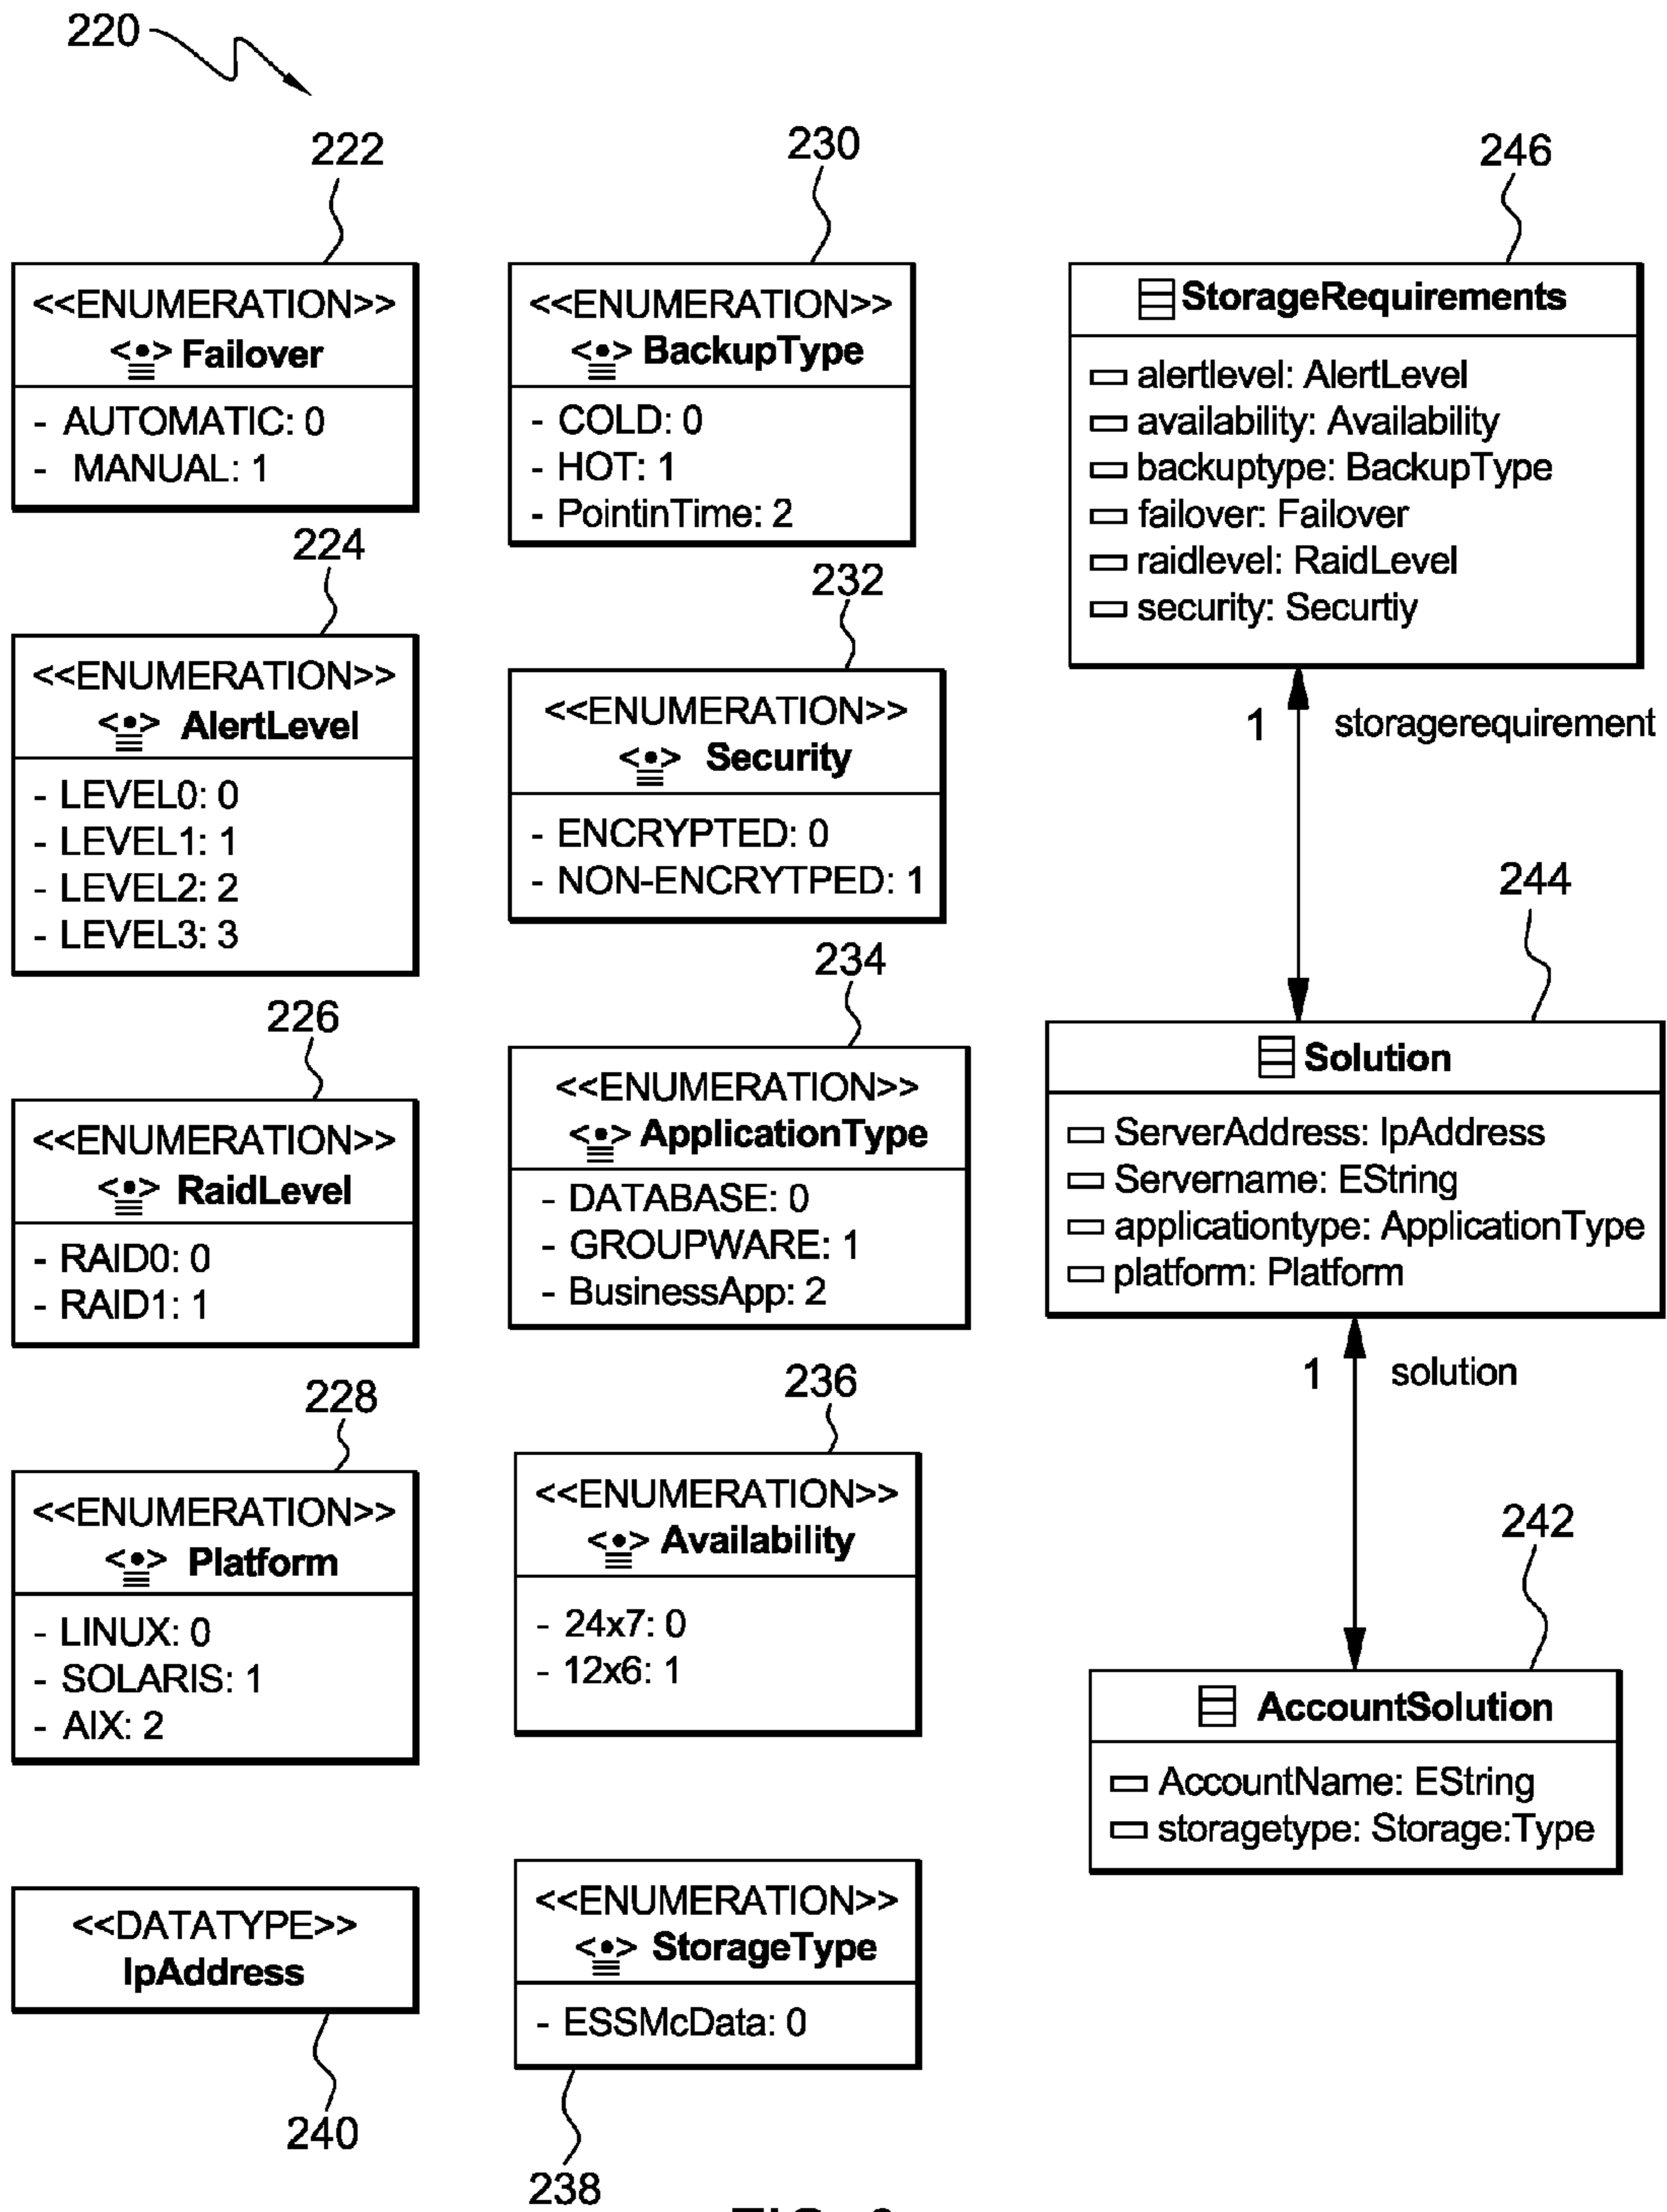 220
222
<<ENUMERATION>>
Failover
- AUTOMATIC: 0
- MANUAL: 1
224
<<ENUMERATION>>
AlertLevel
- LEVEL0: 0
- LEVEL1: 1
- LEVEL2: 2
- LEVEL3: 3
226
<<ENUMERATION>>
RaidLevel
- RAID0: 0
- RAID1: 1
228
<<ENUMERATION>>
Platform
- LINUX: 0
- SOLARIS: 1
- AIX: 2
<<DATATYPE>>
IpAddress
240
230
<<ENUMERATION>>
BackupType
- COLD: 0
- HOT: 1
- PointinTime: 2
232
<<ENUMERATION>>
Security
- ENCRYPTED: 0
- NON-ENCRYTPED: 1
234
<<ENUMERATION>>
ApplicationType
- DATABASE: 0
- GROUPWARE: 1
- BusinessApp: 2
236
<<ENUMERATION>>
Availability
- 24x7: 0
- 12x6: 1
<<ENUMERATION>>
StorageType
- ESSMcData: 0
238
246
StorageRequirements
alertlevel: AlertLevel
availability: Availability
backuptype: BackupType
failover: Failover
raidlevel: RaidLevel
security: Securtiy
1 storagerequirement
244
Solution
ServerAddress: IpAddress
Servername: EString
applicationtype: ApplicationType
platform: Platform
1 solution
242
AccountSolution
AccountName: EString
storagetype: Storage:Type